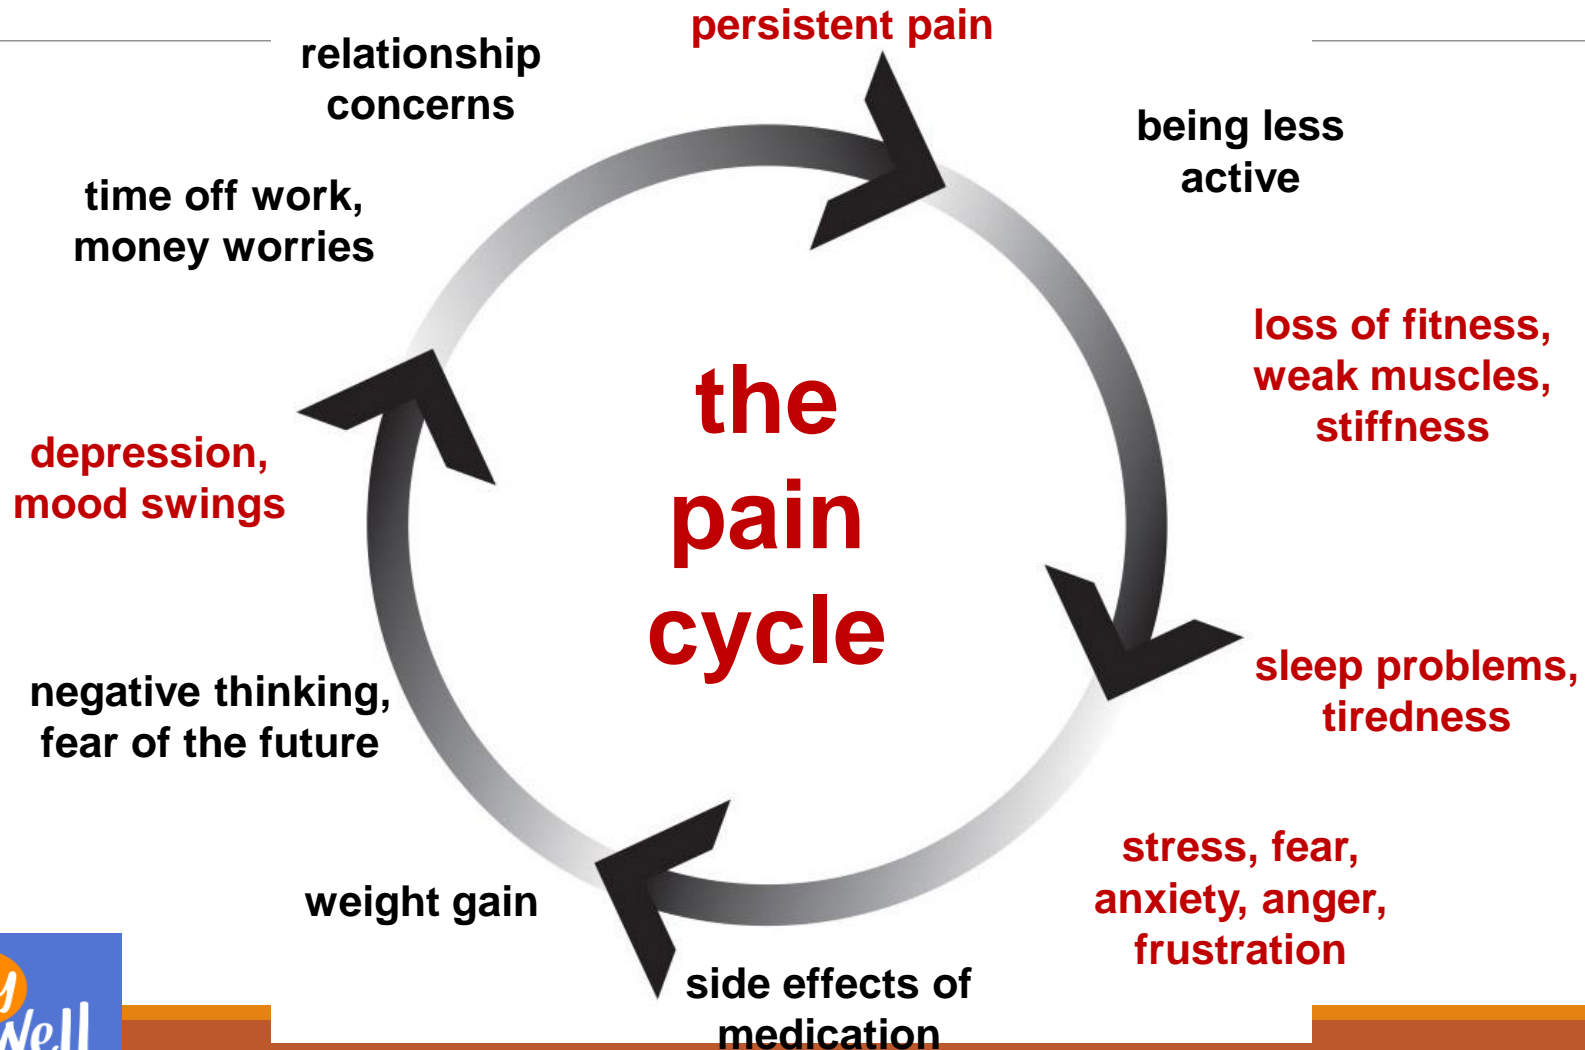 persistent pain
being less
active
loss of fitness,
weak muscles,
stiffness
sleep problems,
tiredness
stress, fear,
anxiety, anger,
frustration
side effects of
medication
weight gain
negative thinking,
fear of the future
depression,
mood swings
time off work,
money worries
relationship
concerns
the
pain
cycle